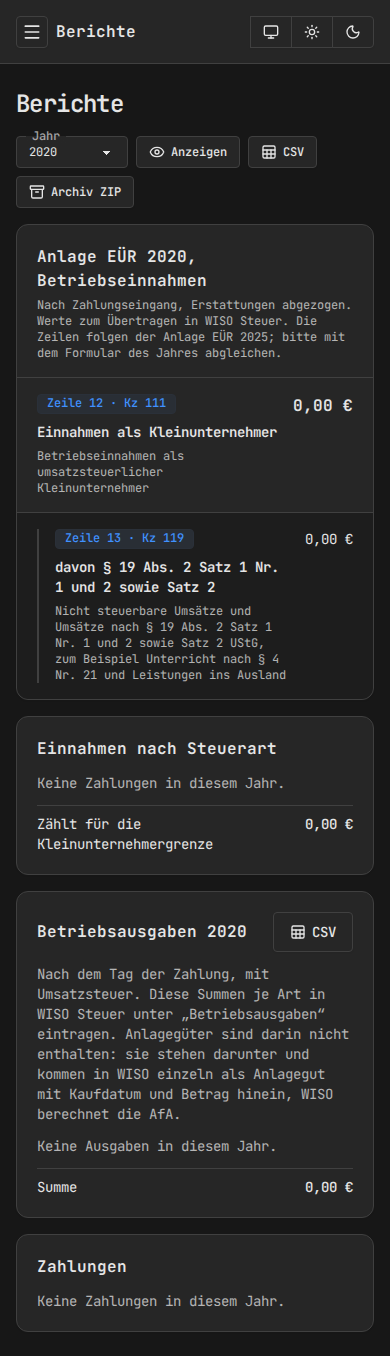 Berichte
Berichte
Jahr
2020
Anzeigen
CSV
Archiv ZIP
Anlage EÜR 2020,
Betriebseinnahmen
Nach Zahlungseingang, Erstattungen abgezogen.
Werte zum Übertragen in WISO Steuer. Die
Zeilen folgen der Anlage EÜR 2025; bitte mit
dem Formular des Jahres abgleichen.
Zeile 12 · Kz 111
0,00 €
Einnahmen als Kleinunternehmer
Betriebseinnahmen als
umsatzsteuerlicher
Kleinunternehmer
Zeile 13 · Kz 119
0,00 €
davon § 19 Abs. 2 Satz 1 Nr.
1 und 2 sowie Satz 2
Nicht steuerbare Umsätze und
Umsätze nach § 19 Abs. 2 Satz 1
Nr. 1 und 2 sowie Satz 2 UStG,
zum Beispiel Unterricht nach § 4
Nr. 21 und Leistungen ins Ausland
Einnahmen nach Steuerart
Keine Zahlungen in diesem Jahr.
Zählt für die
Kleinunternehmergrenze
0,00 €
Betriebsausgaben 2020
CSV
Nach dem Tag der Zahlung, mit
Umsatzsteuer. Diese Summen je Art in
WISO Steuer unter „Betriebsausgaben“
eintragen. Anlagegüter sind darin nicht
enthalten: sie stehen darunter und
kommen in WISO einzeln als Anlagegut
mit Kaufdatum und Betrag hinein, WISO
berechnet die AfA.
Keine Ausgaben in diesem Jahr.
Summe
0,00 €
Zahlungen
Keine Zahlungen in diesem Jahr.